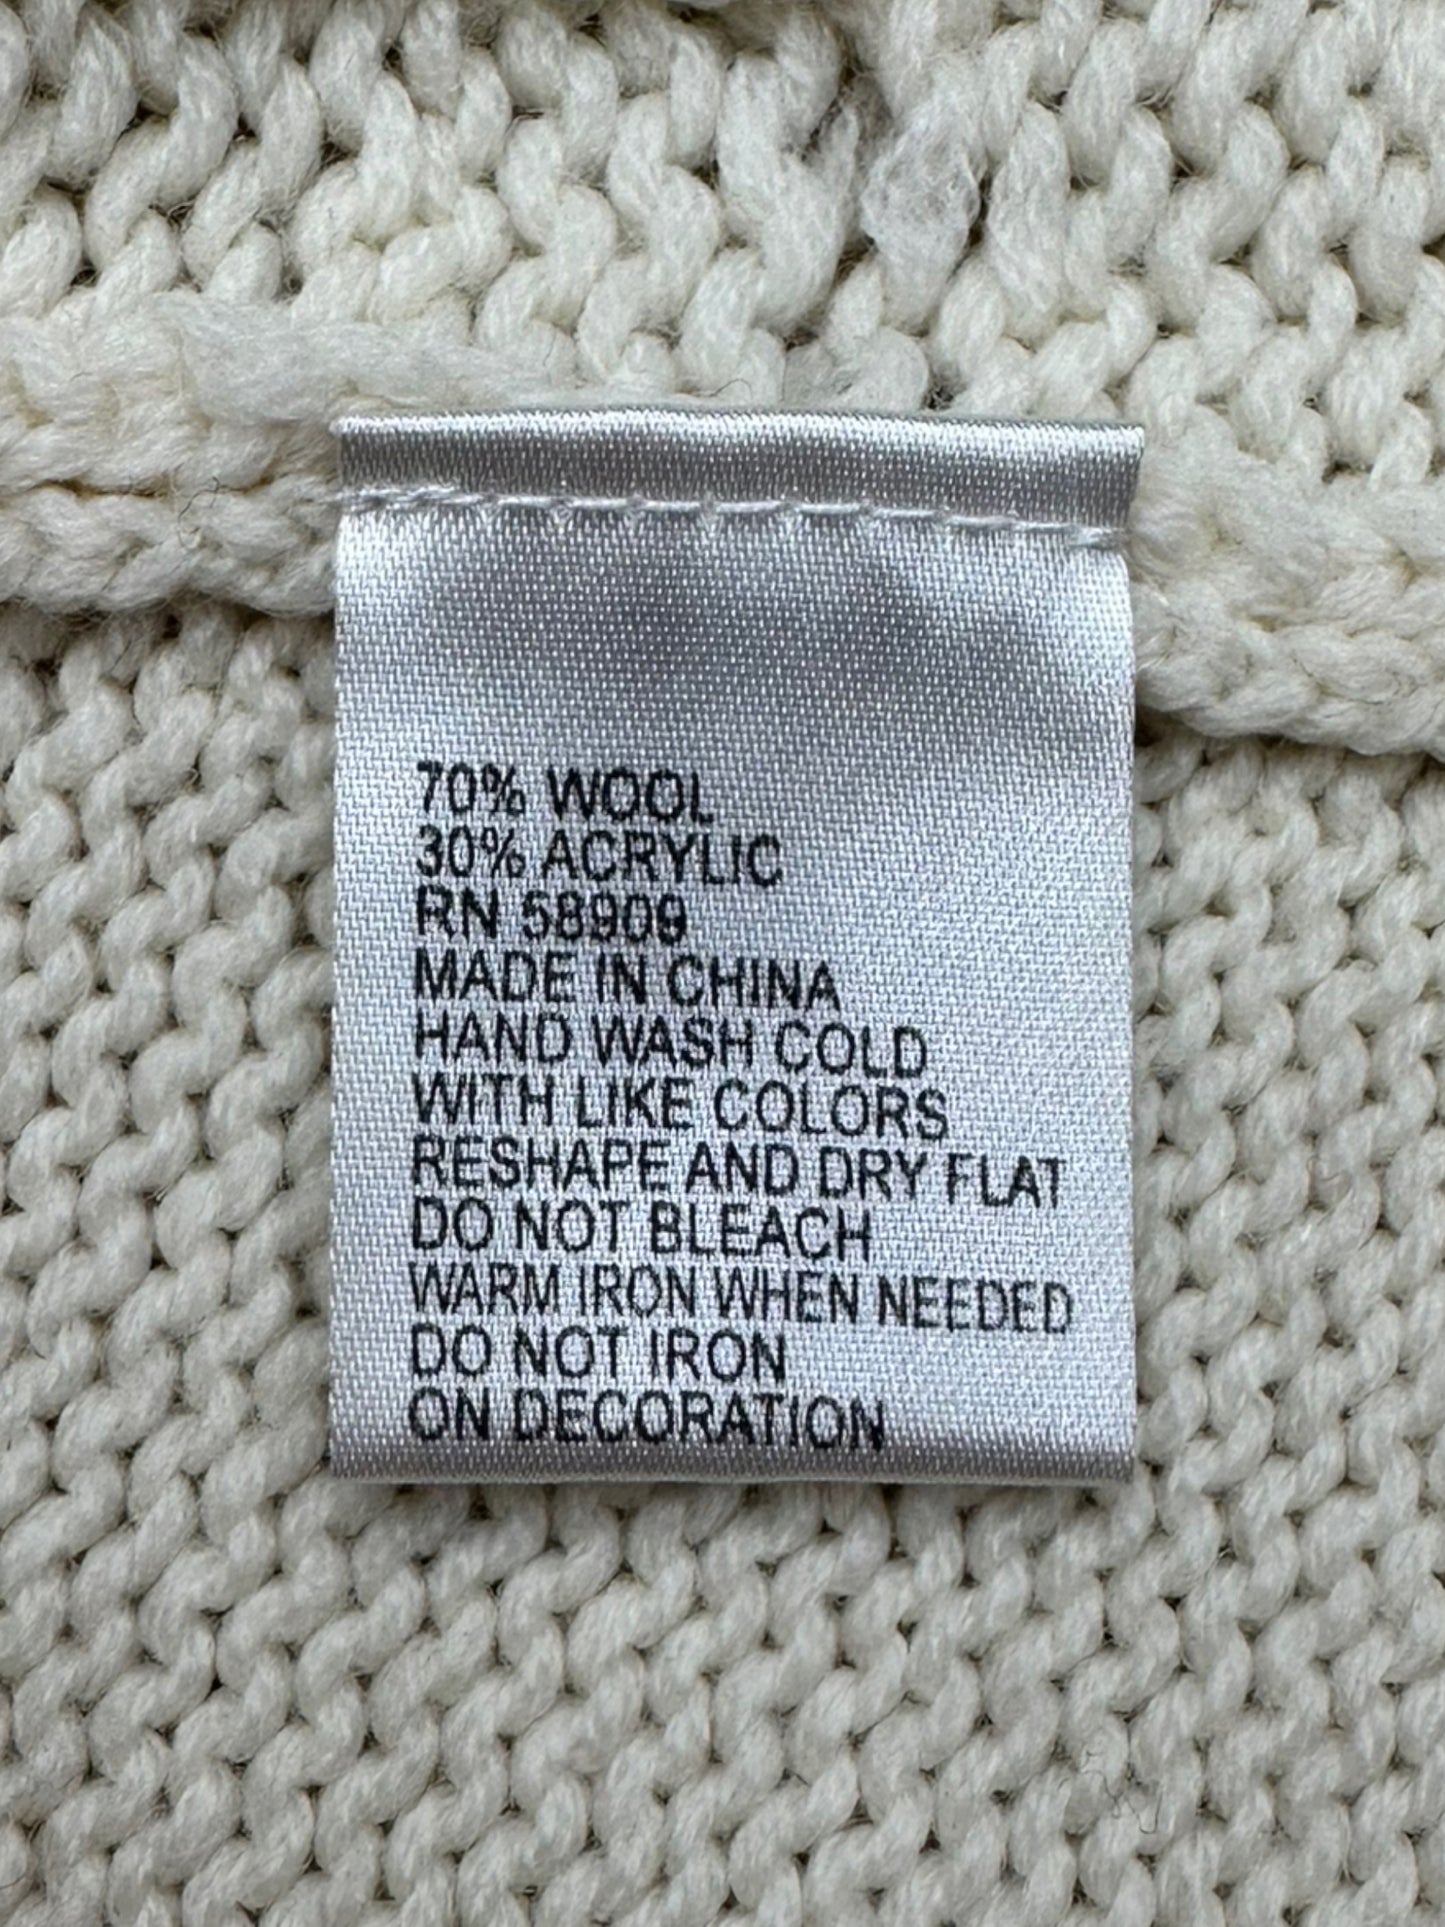 70% WOOL
30% ACRYLIC
RN 58909
MADE IN CHINA
HAND WASH COLD
WITH LIKE COLORS
RESHAPE AND DRY FLAT
DO NOT BLEACH
WARM IRON WHEN NEEDED
DO NOT IRON
ON DECORATION